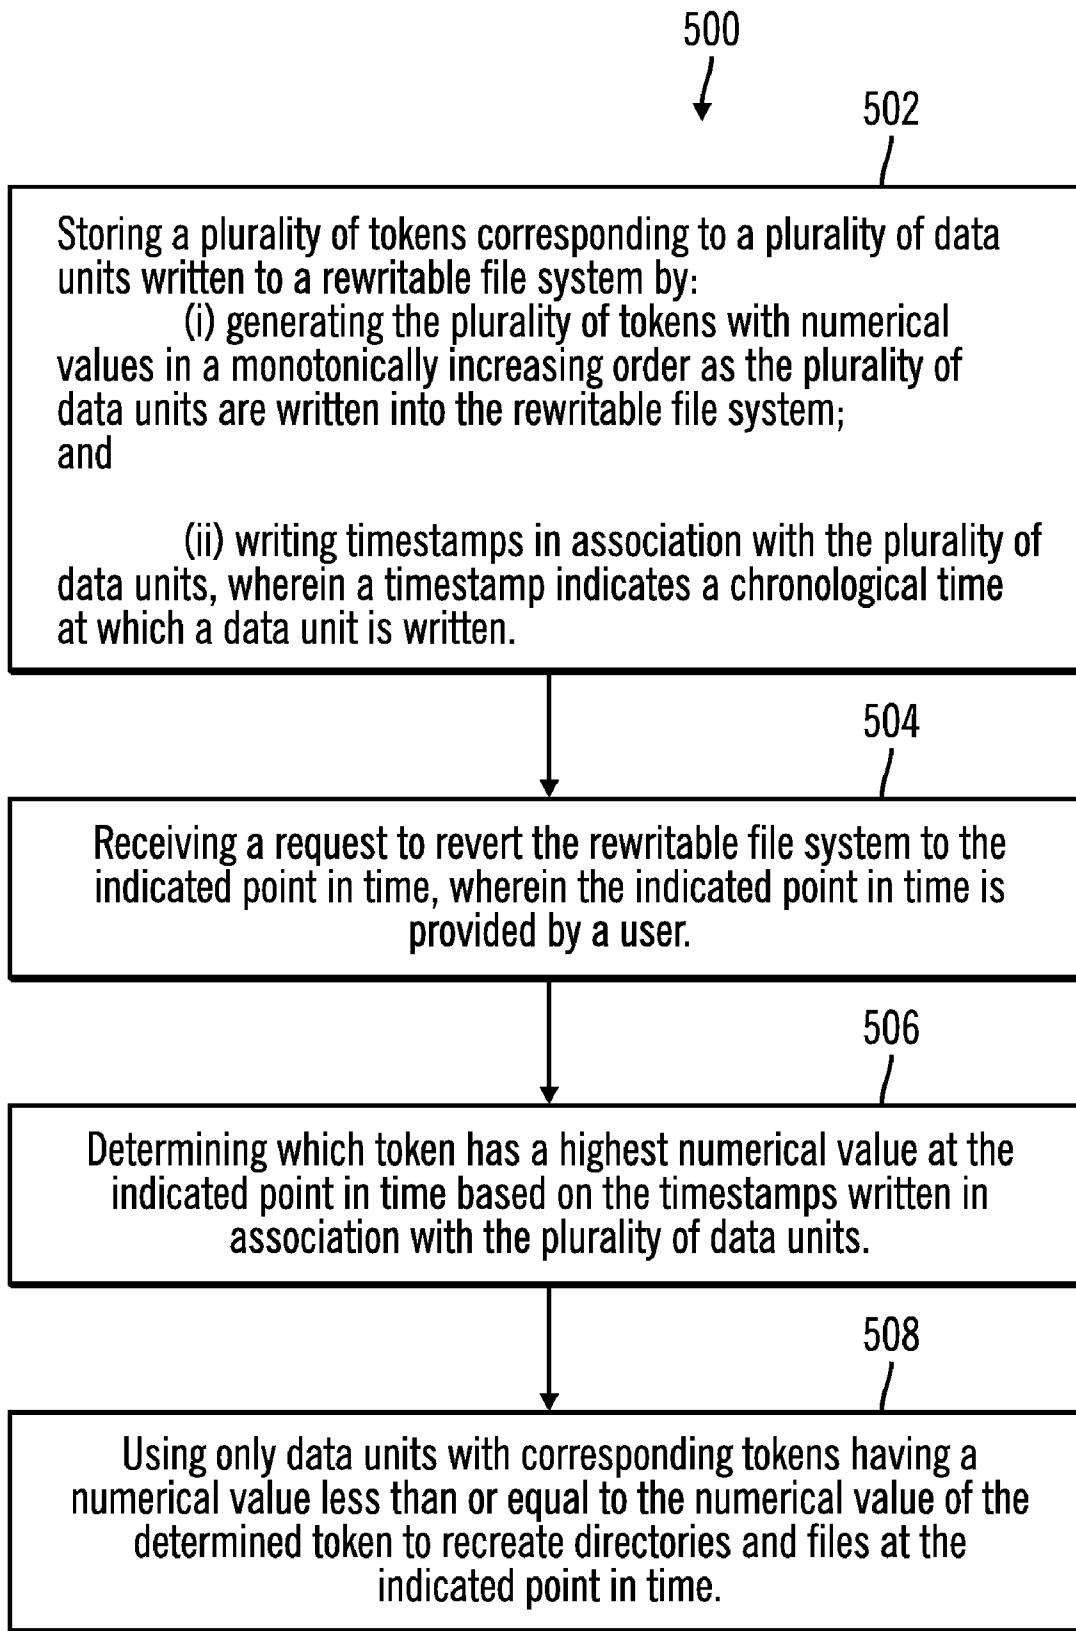 500
502
Storing a plurality of tokens corresponding to a plurality of data
units written to a rewritable file system by:
(i) generating the plurality of tokens with numerical
values in a monotonically increasing order as the plurality of
data units are written into the rewritable file system;
and
(ii) writing timestamps in association with the plurality of
data units, wherein a timestamp indicates a chronological time
at which a data unit is written.
504
Receiving a request to revert the rewritable file system to the
indicated point in time, wherein the indicated point in time is
provided by a user.
506
Determining which token has a highest numerical value at the
indicated point in time based on the timestamps written in
association with the plurality of data units.
508
Using only data units with corresponding tokens having a
numerical value less than or equal to the numerical value of the
determined token to recreate directories and files at the
indicated point in time.